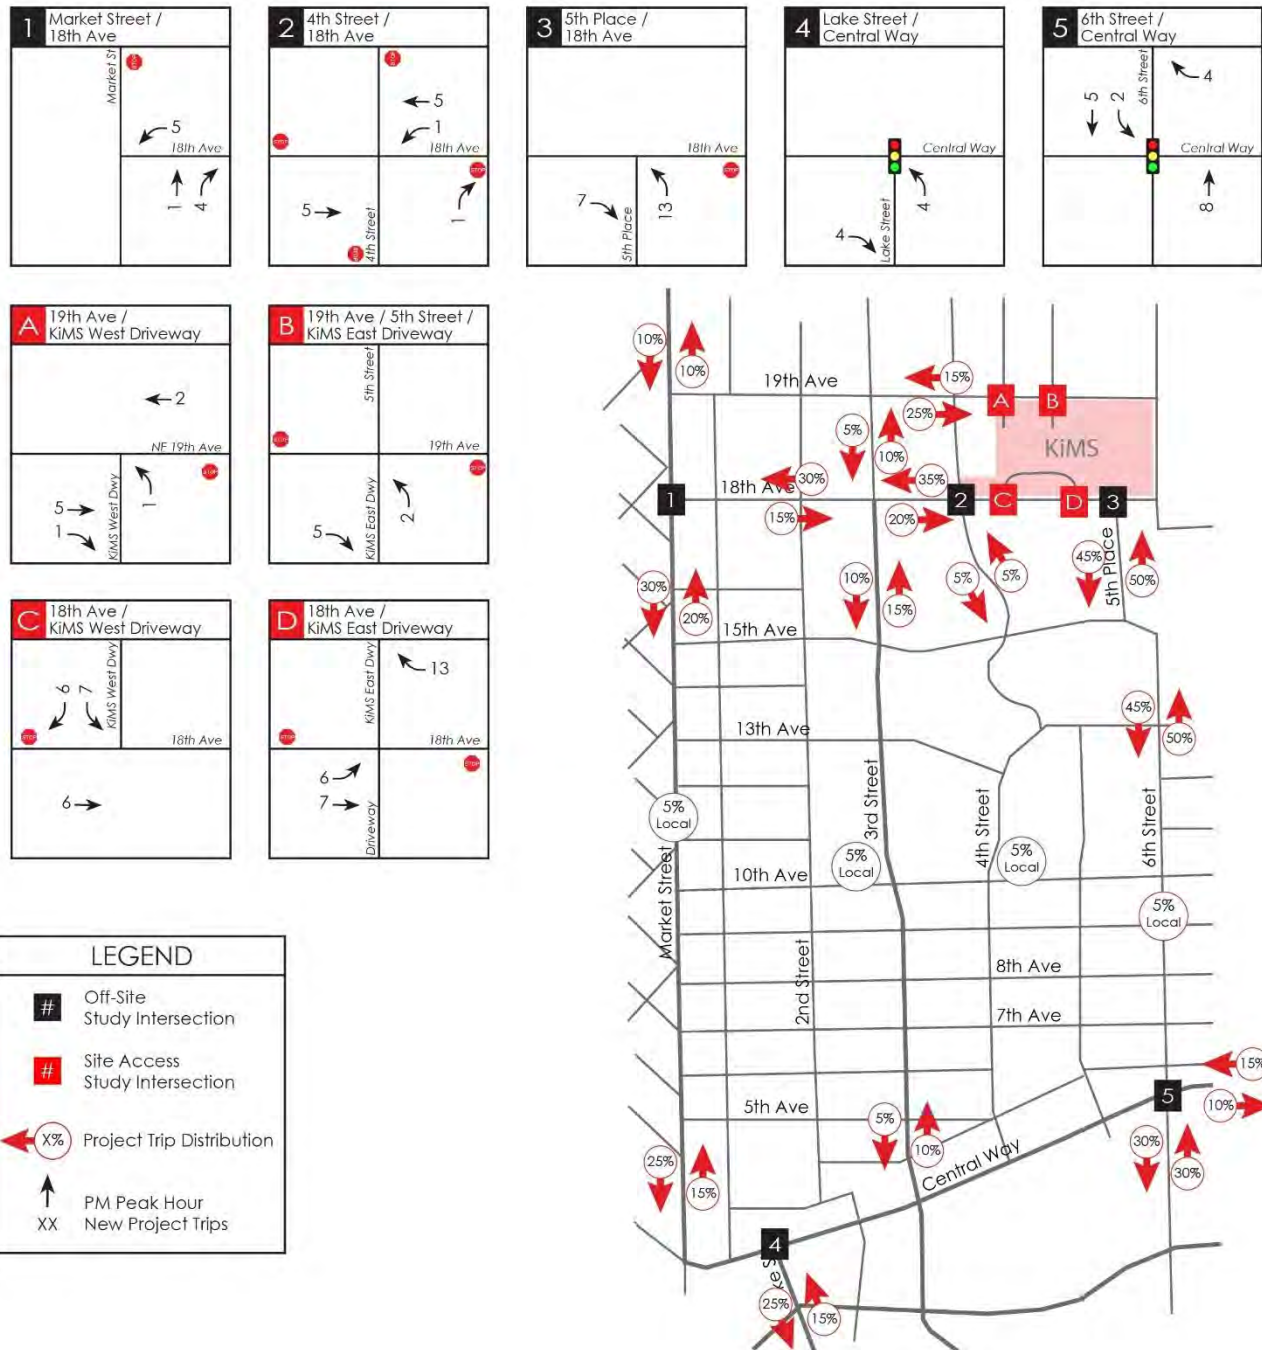 1
Market Street /
18th Ave
Market St
STOP
5
18th Ave
1
4
2
4th Street /
18th Ave
5
1
18th Ave
STOP
5
1
4th Street
3
5th Place /
18th Ave
18th Ave
STOP
7
13
5th Place
4
Lake Street /
Central Way
Central Way
4
4
Lake Street
5
6th Street /
Central Way
6th Street
4
5
2
Central Way
8
A
19th Ave /
KiMS West Driveway
2
NE 19th Ave
STOP
5
1
1
KiMS West Dwy
B
19th Ave / 5th Street /
KiMS East Driveway
5th Street
19th Ave
STOP
STOP
5
2
KiMS East Dwy
C
18th Ave /
KiMS West Driveway
6
7
KiMS West Dwy
STOP
18th Ave
6
D
18th Ave /
KiMS East Driveway
KiMS East Dwy
13
STOP
18th Ave
STOP
6
7
Driveway
LEGEND
#
Off-Site
Study Intersection
#
Site Access
Study Intersection
X%
Project Trip Distribution
XX
PM Peak Hour
New Project Trips
10%
10%
19th Ave
15%
25%
A
B
KiMS
5%
10%
30%
35%
18th Ave
1
2
C
D
3
15%
20%
5%
5%
45%
50%
5th Place
30%
20%
10%
15%
15th Ave
45%
50%
13th Ave
3rd Street
4th Street
6th Street
5%
Local
5%
Local
5%
Local
5%
Local
Market Street
10th Ave
2nd Street
8th Ave
7th Ave
15%
5
10%
5th Ave
5%
10%
30%
30%
25%
15%
Central Way
4
25%
15%